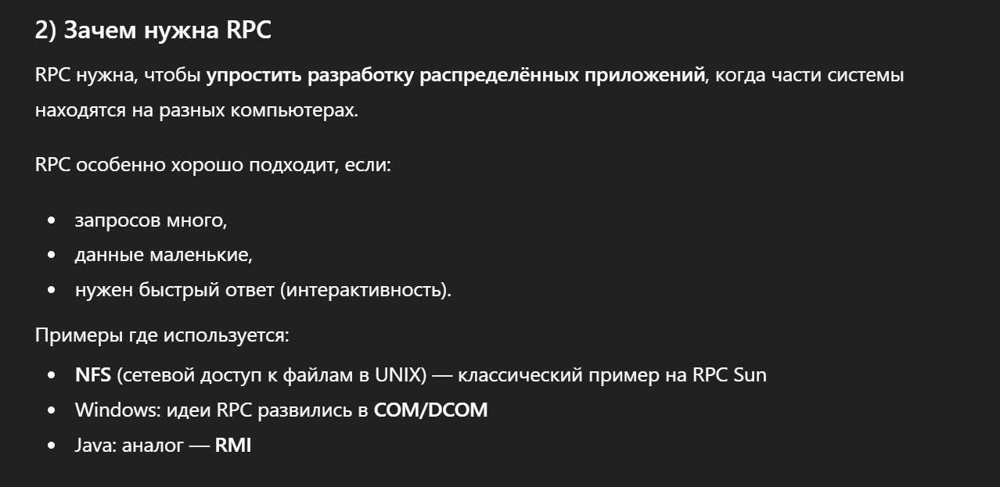 2) Зачем нужна RPC
RPC нужна, чтобы упростить разработку распределённых приложений, когда части системы
находятся на разных компьютерах.
RPC особенно хорошо подходит, если:
• запросов много,
• данные маленькие,
• нужен быстрый ответ (интерактивность).
Примеры где используется:
• NFS (сетевой доступ к файлам в UNIX) — классический пример на RPC Sun
• Windows: идеи RPC развились в COM/DCOM
• Java: аналог — RMI